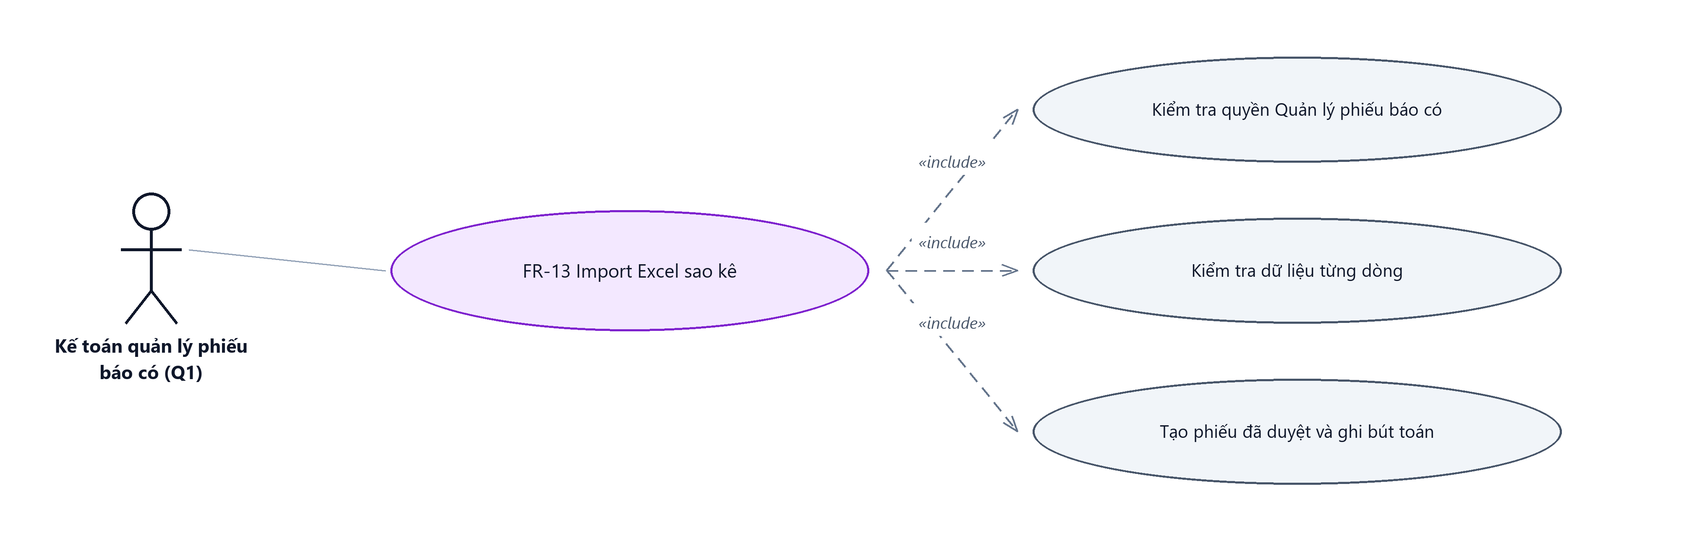 Kiểm tra quyền Quản lý phiếu báo có
«include»
«include»
FR-13 Import Excel sao kê
Kiểm tra dữ liệu từng dòng
«include»
Kế toán quản lý phiếu
báo có (Q1)
Tạo phiếu đã duyệt và ghi bút toán